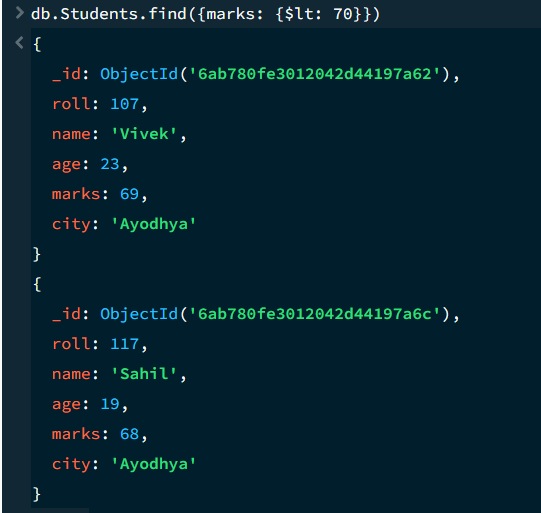 > db.Students.find({marks: {$lt: 70}})
< {
_id: ObjectId('6ab780fe3012042d44197a62'),
roll: 107,
name: 'Vivek',
age: 23,
marks: 69,
city: 'Ayodhya'
}
{
_id: ObjectId('6ab780fe3012042d44197a6c'),
roll: 117,
name: 'Sahil',
age: 19,
marks: 68,
city: 'Ayodhya'
}